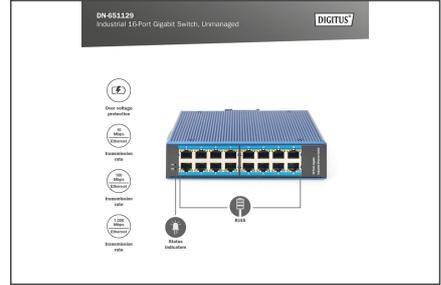 DN-651129
Industrial 16-Port Gigabit Switch, Unmanaged
DIGITUS®
Over voltage
protection
10
Mbps
Ethernet
Transmission
rate
100
Mbps
Ethernet
Transmission
rate
1.000
Mbps
Ethernet
Transmission
rate
Status
indicators
RJ45